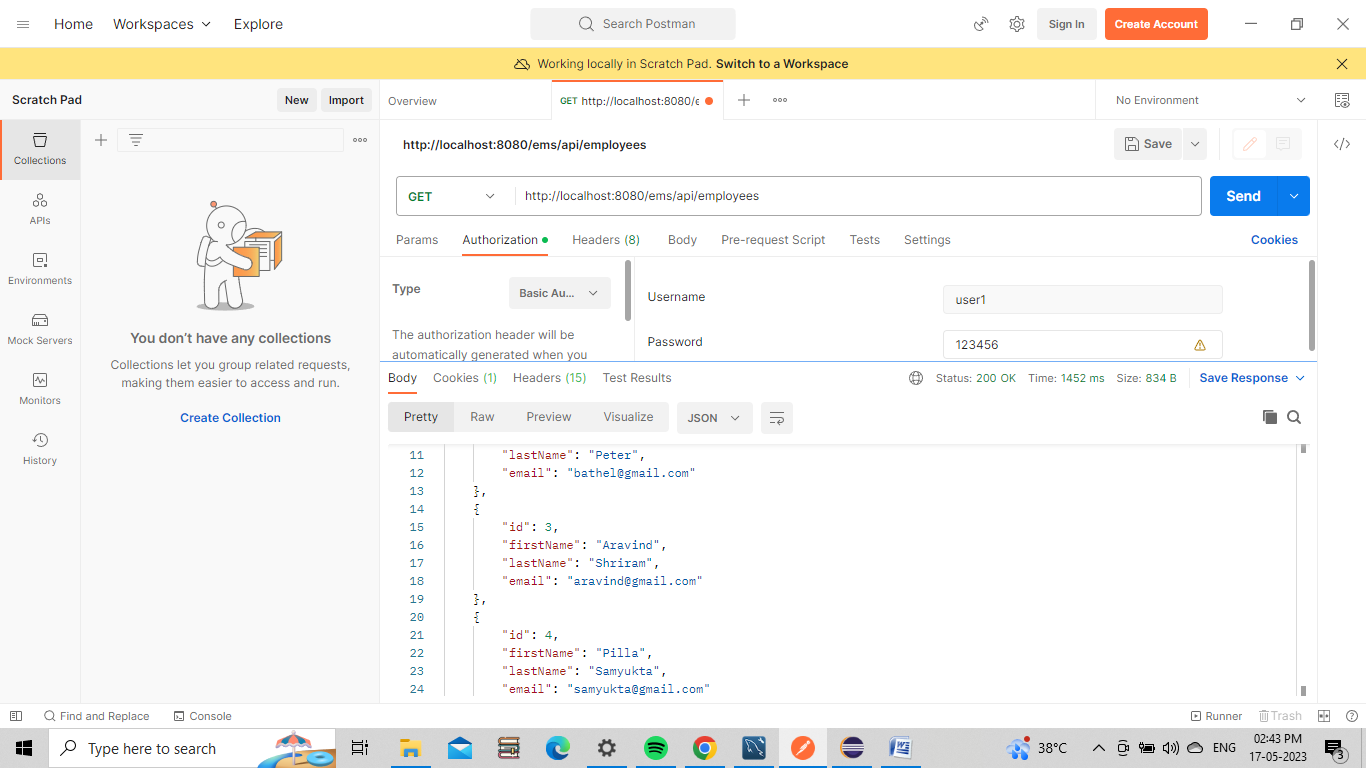 Home Workspaces Explore Search Postman Sign In Create Account
Working locally in Scratch Pad. Switch to a Workspace
Scratch Pad New Import Overview GET http://localhost:8080/e No Environment
http://localhost:8080/ems/api/employees Save
Collections
GET http://localhost:8080/ems/api/employees Send
APIs
Params Authorization Headers (8) Body Pre-request Script Tests Settings Cookies
Environments
Type Basic Au... Username user1
The authorization header will be
automatically generated when you
Password 123456
Mock Servers
You don't have any collections
Collections let you group related requests,
making them easier to access and run.
Create Collection
Monitors
History
Body Cookies (1) Headers (15) Test Results Status: 200 OK Time: 1452 ms Size: 834 B Save Response
Pretty Raw Preview Visualize JSON
11 "lastName": "Peter",
12 "email": "bathel@gmail.com"
13 },
14 {
15 "id": 3,
16 "firstName": "Aravind",
17 "lastName": "Shriram",
18 "email": "aravind@gmail.com"
19 },
20 {
21 "id": 4,
22 "firstName": "Pilla",
23 "lastName": "Samyukta",
24 "email": "samyukta@gmail.com"
Find and Replace Console Runner Trash
Type here to search 38°C ENG 02:43 PM
17-05-2023 3